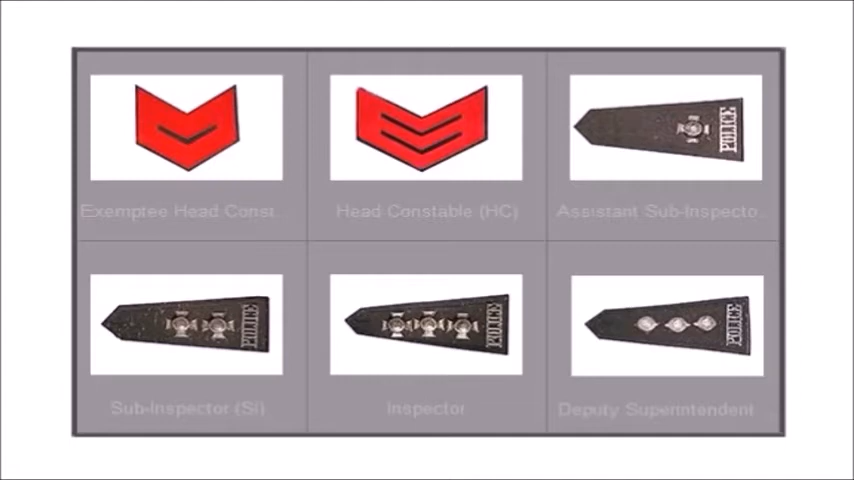 POLICE
Exemptee Head Const..
Head Constable (HC)
Assistant Sub-Inspecto..
POLICE
POLICE
POLICE
Sub-Inspector (SI)
Inspector
Deputy Superintendent